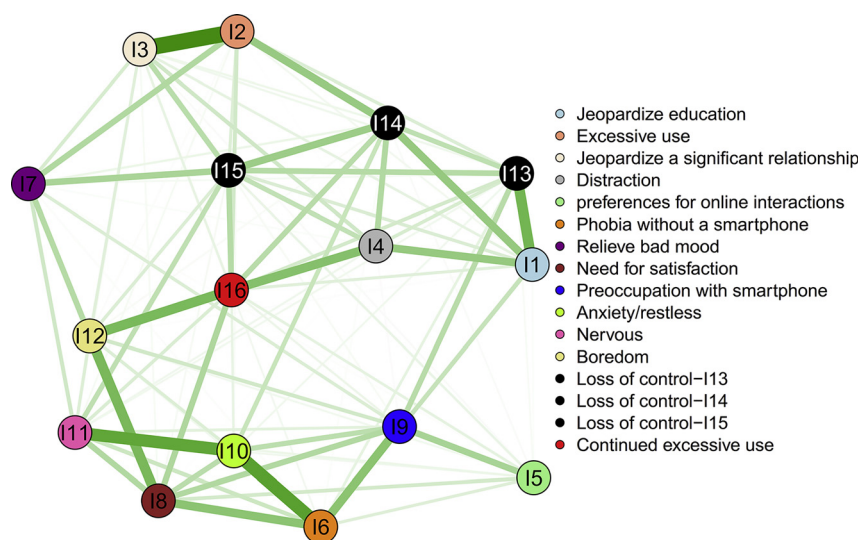 I2
I3
I14
I15
I13
I7
I4
I1
I16
I12
I9
I11
I10
I5
I8
I6
Jeopardize education
Excessive use
Jeopardize a significant relationship
Distraction
preferences for online interactions
Phobia without a smartphone
Relieve bad mood
Need for satisfaction
Preoccupation with smartphone
Anxiety/restless
Nervous
Boredom
Loss of control−I13
Loss of control−I14
Loss of control−I15
Continued excessive use